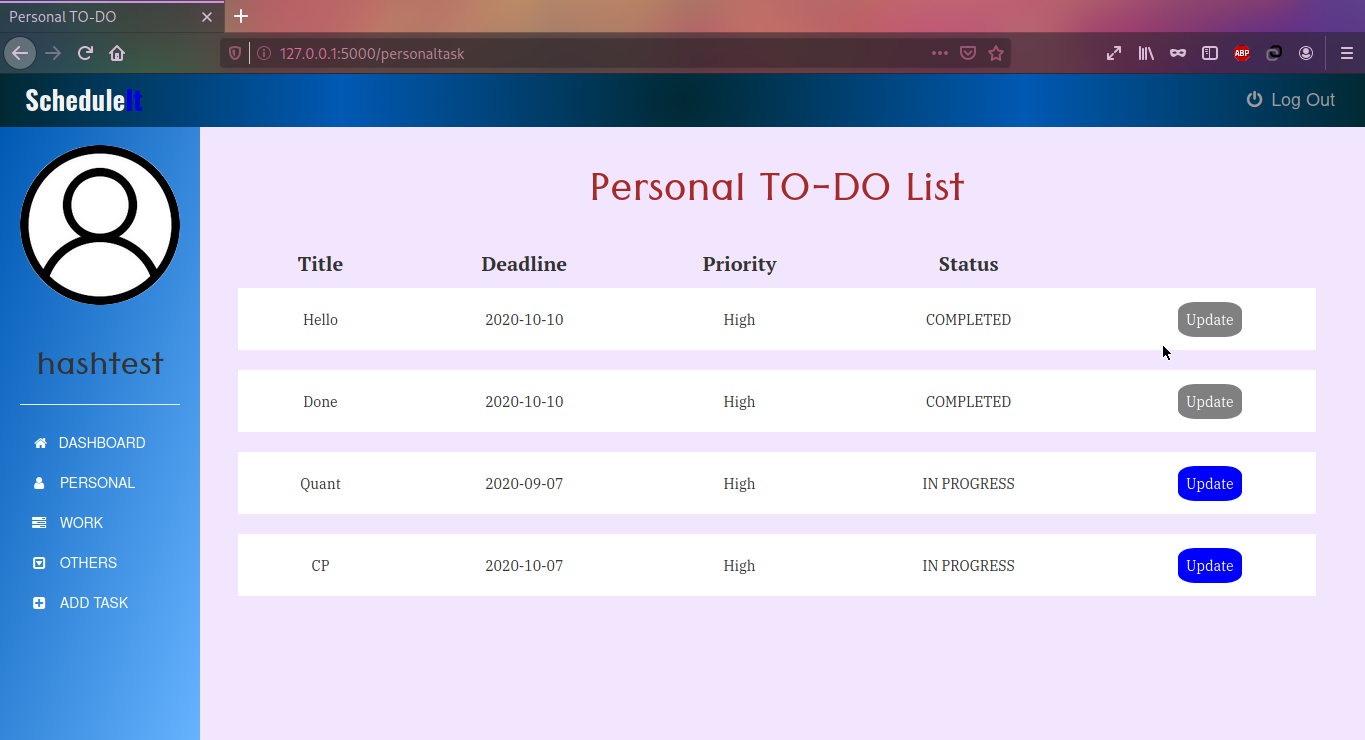 Personal TO-DO
127.0.0.1:5000/personaltask
ABP
ScheduleIt
Log Out
hashtest
DASHBOARD
PERSONAL
WORK
OTHERS
ADD TASK
Personal TO-DO List
Title Deadline Priority Status
Hello 2020-10-10 High COMPLETED Update
Done 2020-10-10 High COMPLETED Update
Quant 2020-09-07 High IN PROGRESS Update
CP 2020-10-07 High IN PROGRESS Update